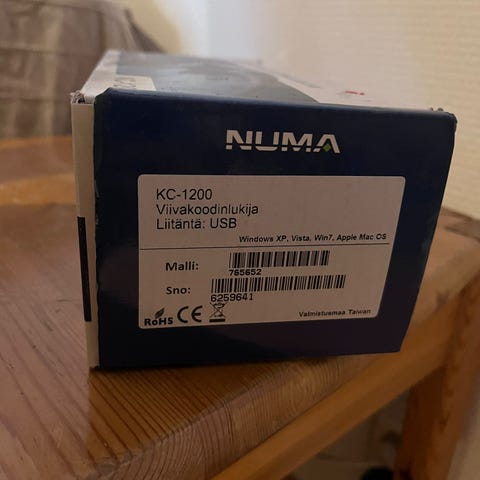 NUMA
KC-1200
Viivakoodinlukija
Liitäntä: USB
Windows XP, Vista, Win7, Apple Mac OS
Malli:
765652
Sno:
6259641
RoHS CE
Valmistusmaa Taiwan